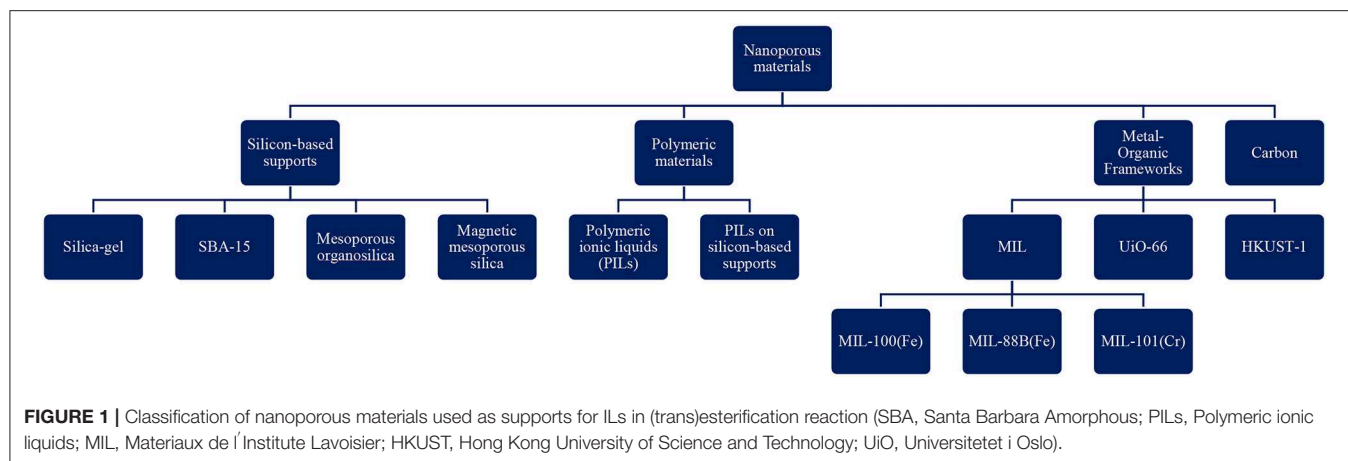 Nanoporous
materials
Silicon-based
supports
Polymeric
materials
Metal-
Organic
Frameworks
Carbon
Silica-gel
SBA-15
Mesoporous
organosilica
Magnetic
mesoporous
silica
Polymeric
ionic liquids
(PILs)
PILs on
silicon-based
supports
MIL
UiO-66
HKUST-1
MIL-100(Fe)
MIL-88B(Fe)
MIL-101(Cr)
FIGURE 1 | Classification of nanoporous materials used as supports for ILs in (trans)esterification reaction (SBA, Santa Barbara Amorphous; PILs, Polymeric ionic
liquids; MIL, Materiaux de l′Institute Lavoisier; HKUST, Hong Kong University of Science and Technology; UiO, Universitetet i Oslo).